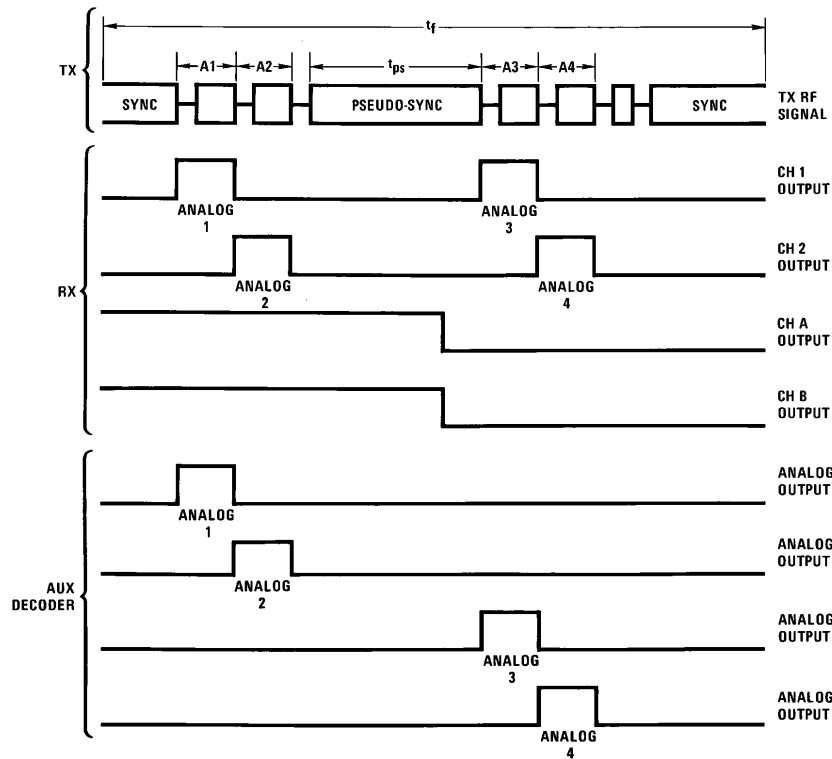 tf
TX
A1 A2 tps A3 A4
SYNC PSEUDO-SYNC SYNC
TX RF
SIGNAL
CH 1
OUTPUT
ANALOG
1
ANALOG
3
CH 2
OUTPUT
ANALOG
2
ANALOG
4
RX
CH A
OUTPUT
CH B
OUTPUT
ANALOG
OUTPUT
ANALOG
1
ANALOG
OUTPUT
ANALOG
2
AUX
DECODER
ANALOG
OUTPUT
ANALOG
3
ANALOG
OUTPUT
ANALOG
4